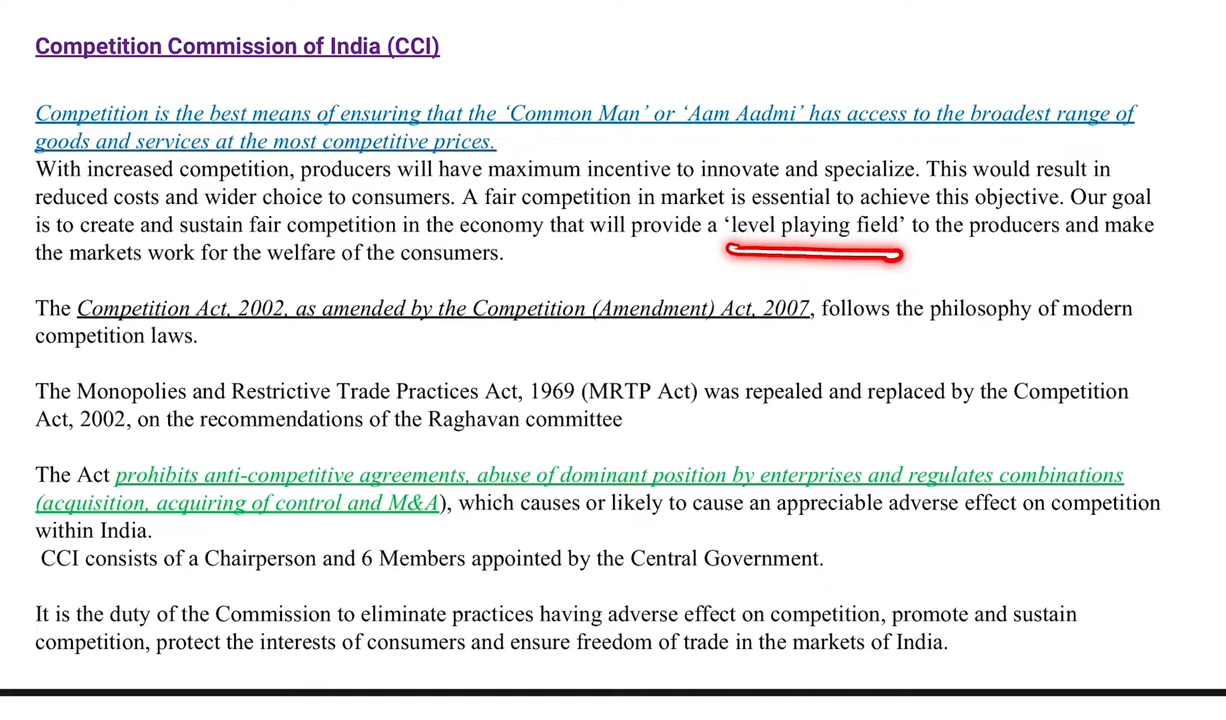 Competition Commission of India (CCI)
Competition is the best means of ensuring that the ‘Common Man’ or ‘Aam Aadmi’ has access to the broadest range of
goods and services at the most competitive prices.
With increased competition, producers will have maximum incentive to innovate and specialize. This would result in
reduced costs and wider choice to consumers. A fair competition in market is essential to achieve this objective. Our goal
is to create and sustain fair competition in the economy that will provide a ‘level playing field’ to the producers and make
the markets work for the welfare of the consumers.
The Competition Act, 2002, as amended by the Competition (Amendment) Act, 2007, follows the philosophy of modern
competition laws.
The Monopolies and Restrictive Trade Practices Act, 1969 (MRTP Act) was repealed and replaced by the Competition
Act, 2002, on the recommendations of the Raghavan committee
The Act prohibits anti-competitive agreements, abuse of dominant position by enterprises and regulates combinations
(acquisition, acquiring of control and M&A), which causes or likely to cause an appreciable adverse effect on competition
within India.
CCI consists of a Chairperson and 6 Members appointed by the Central Government.
It is the duty of the Commission to eliminate practices having adverse effect on competition, promote and sustain
competition, protect the interests of consumers and ensure freedom of trade in the markets of India.